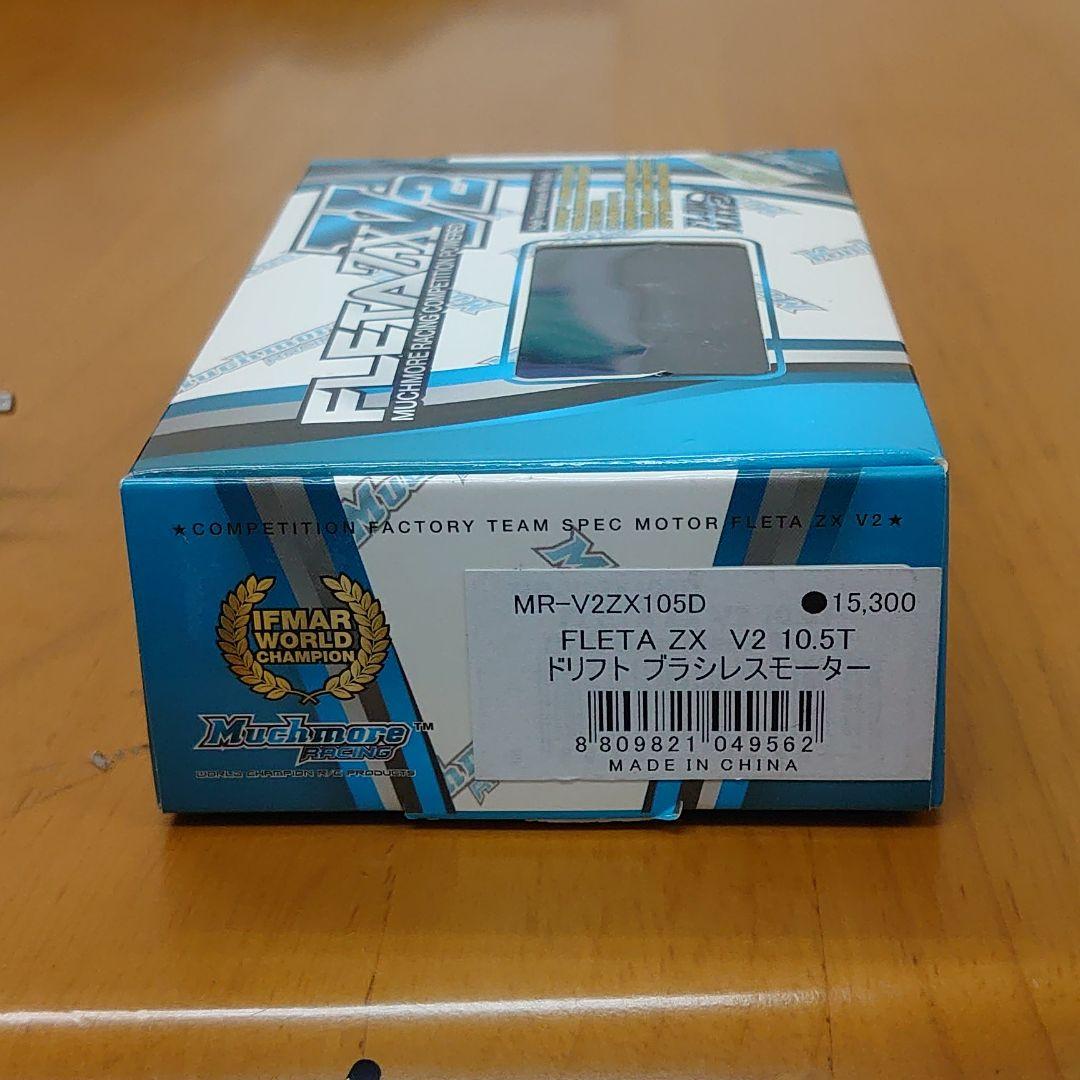 FLETA ZX V2
MUCHMORE RACING COMPETITION POWERED
Muchmore
Muchmore
★COMPETITION FACTORY TEAM SPEC MOTOR FLETA ZX V2★
IFMAR
WORLD
CHAMPION
Muchmore™
RACING
WORLD CHAMPION R/C PRODUCTS
MR-V2ZX105D ●15,300
FLETA ZX V2 10.5T
ドリフト ブラシレスモーター
8 809821 049562
MADE IN CHINA